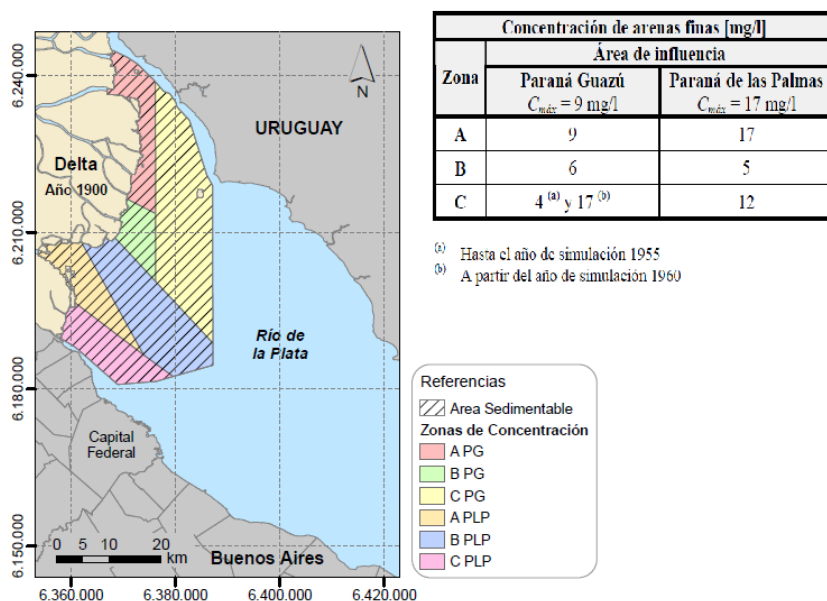 6.240.000
6.210.000
6.180.000
6.150.000
N
URUGUAY
Delta
Año 1900
Río de
la Plata
Capital
Federal
Buenos Aires
0 5 10 20
km
6.360.000 6.380.000 6.400.000 6.420.000
Concentración de arenas finas [mg/l]
Zona
Área de influencia
Paraná Guazú Paraná de las Palmas
Cmáx = 9 mg/l Cmáx = 17 mg/l
A 9 17
B 6 5
C 4 (a) y 17 (b) 12
(a) Hasta el año de simulación 1955
(b) A partir del año de simulación 1960
Referencias
Area Sedimentable
Zonas de Concentración
A PG
B PG
C PG
A PLP
B PLP
C PLP